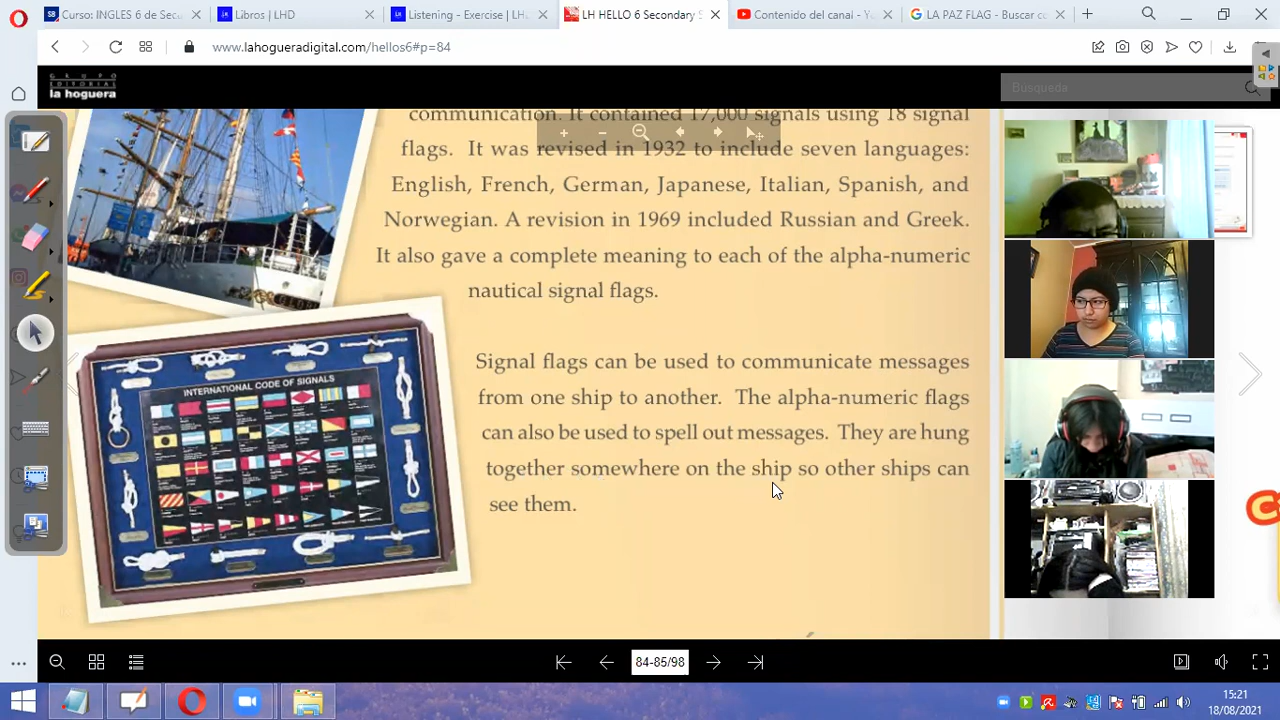 Curso: INGLES 6 de Sec
Libros | LHD
Listening - Exercise | LH
LH HELLO 6 Secondary S
Contenido del canal - Yo
LA PAZ FLAG - Buscar co
www.lahogueradigital.com/hellos6#p=84
GRUPO
EDITORIAL
la hoguera
Búsqueda
communication. It contained 17,000 signals using 18 signal
flags. It was revised in 1932 to include seven languages:
English, French, German, Japanese, Italian, Spanish, and
Norwegian. A revision in 1969 included Russian and Greek.
It also gave a complete meaning to each of the alpha-numeric
nautical signal flags.
INTERNATIONAL CODE OF SIGNALS
Signal flags can be used to communicate messages
from one ship to another. The alpha-numeric flags
can also be used to spell out messages. They are hung
together somewhere on the ship so other ships can
see them.
84-85/98
15:21
18/08/2021